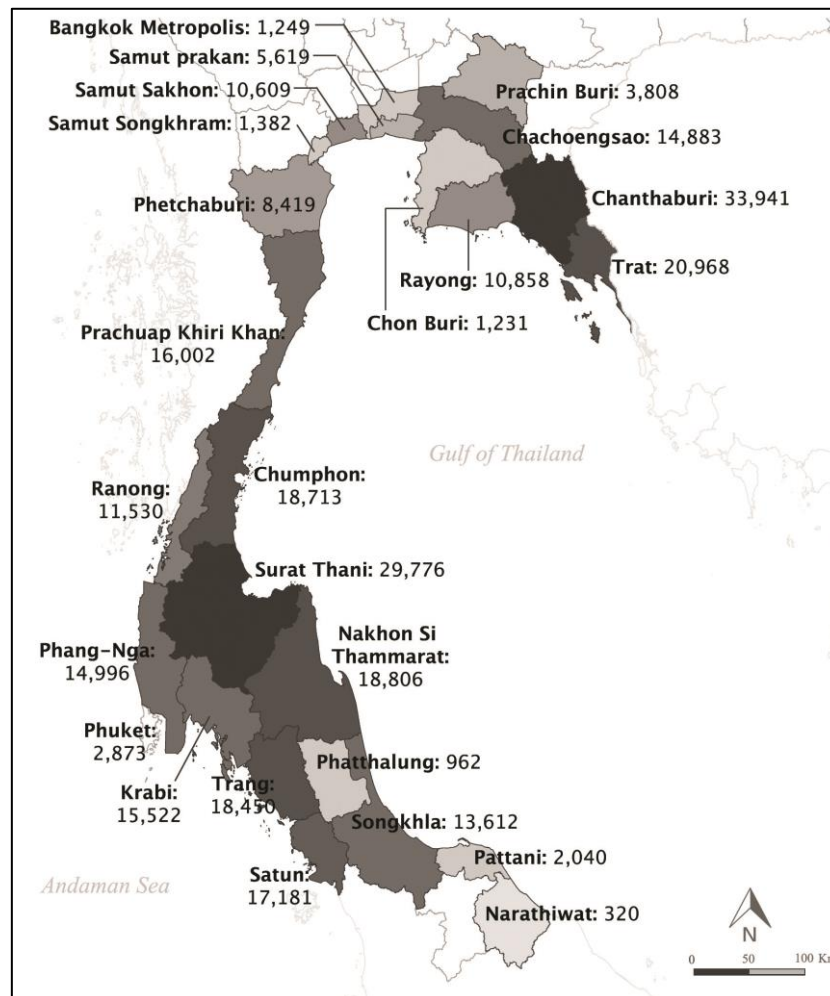 Bangkok Metropolis: 1,249
Samut prakan: 5,619
Samut Sakhon: 10,609
Samut Songkhram: 1,382
Prachin Buri: 3,808
Chachoengsao: 14,883
Phetchaburi: 8,419
Chanthaburi: 33,941
Trat: 20,968
Rayong: 10,858
Chon Buri: 1,231
Prachuap Khiri Khan:
16,002
Gulf of Thailand
Ranong:
11,530
Chumphon:
18,713
Surat Thani: 29,776
Nakhon Si
Thammarat:
18,806
Phang-Nga:
14,996
Phuket:
2,873
Krabi:
15,522
Trang:
18,450
Phatthalung: 962
Songkhla: 13,612
Pattani: 2,040
Satun:
17,181
Andaman Sea
Narathiwat: 320
N
0 50 100 Km